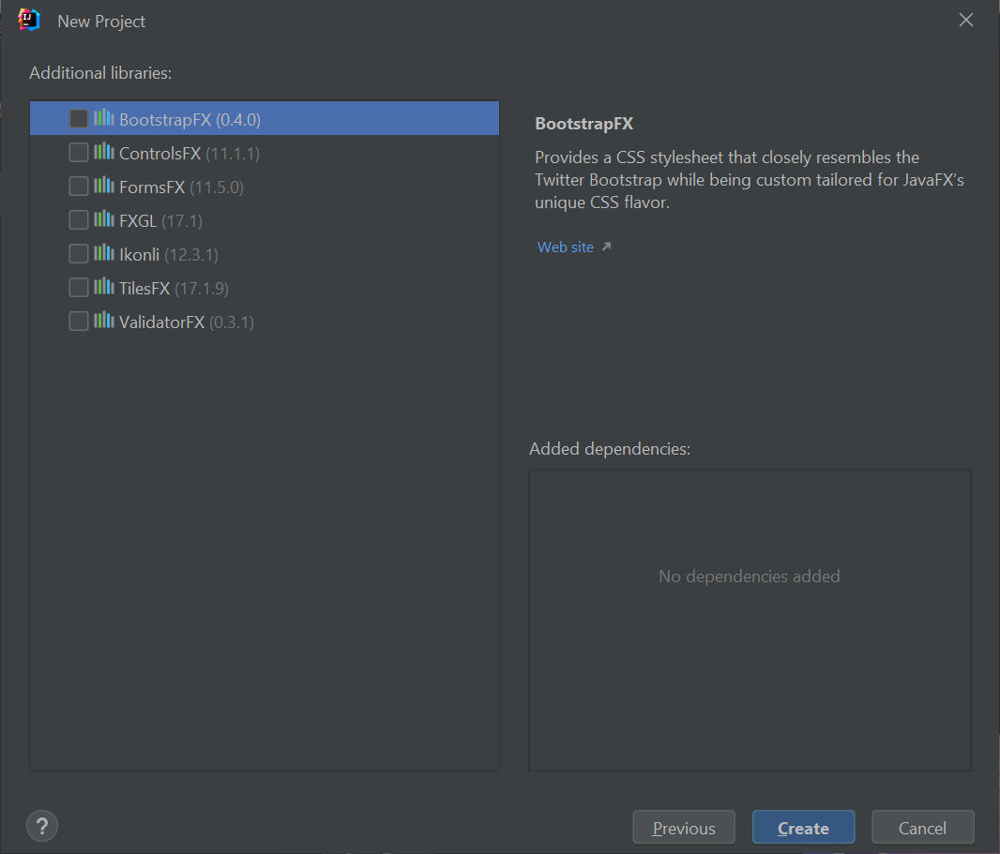 New Project
Additional libraries:
BootstrapFX (0.4.0)
ControlsFX (11.1.1)
FormsFX (11.5.0)
FXGL (17.1)
Ikonli (12.3.1)
TilesFX (17.1.9)
ValidatorFX (0.3.1)
BootstrapFX
Provides a CSS stylesheet that closely resembles the
Twitter Bootstrap while being custom tailored for JavaFX's
unique CSS flavor.
Web site
Added dependencies:
No dependencies added
?
Previous
Create
Cancel